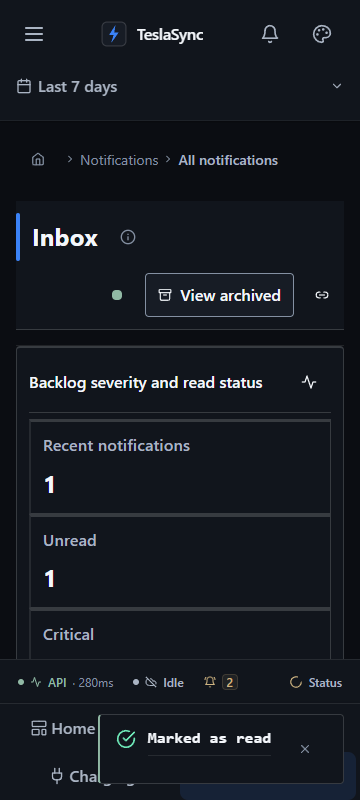 TeslaSync
Last 7 days
Notifications All notifications
Inbox
View archived
Backlog severity and read status
Recent notifications
1
Unread
1
Critical
API · 280ms Idle 2 Status
Home
Marked as read